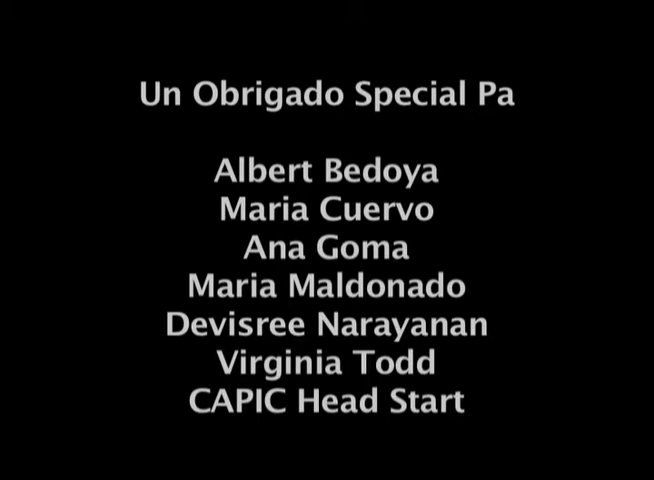 Un Obrigado Special Pa
Albert Bedoya
Maria Cuervo
Ana Goma
Maria Maldonado
Devisree Narayanan
Virginia Todd
CAPIC Head Start